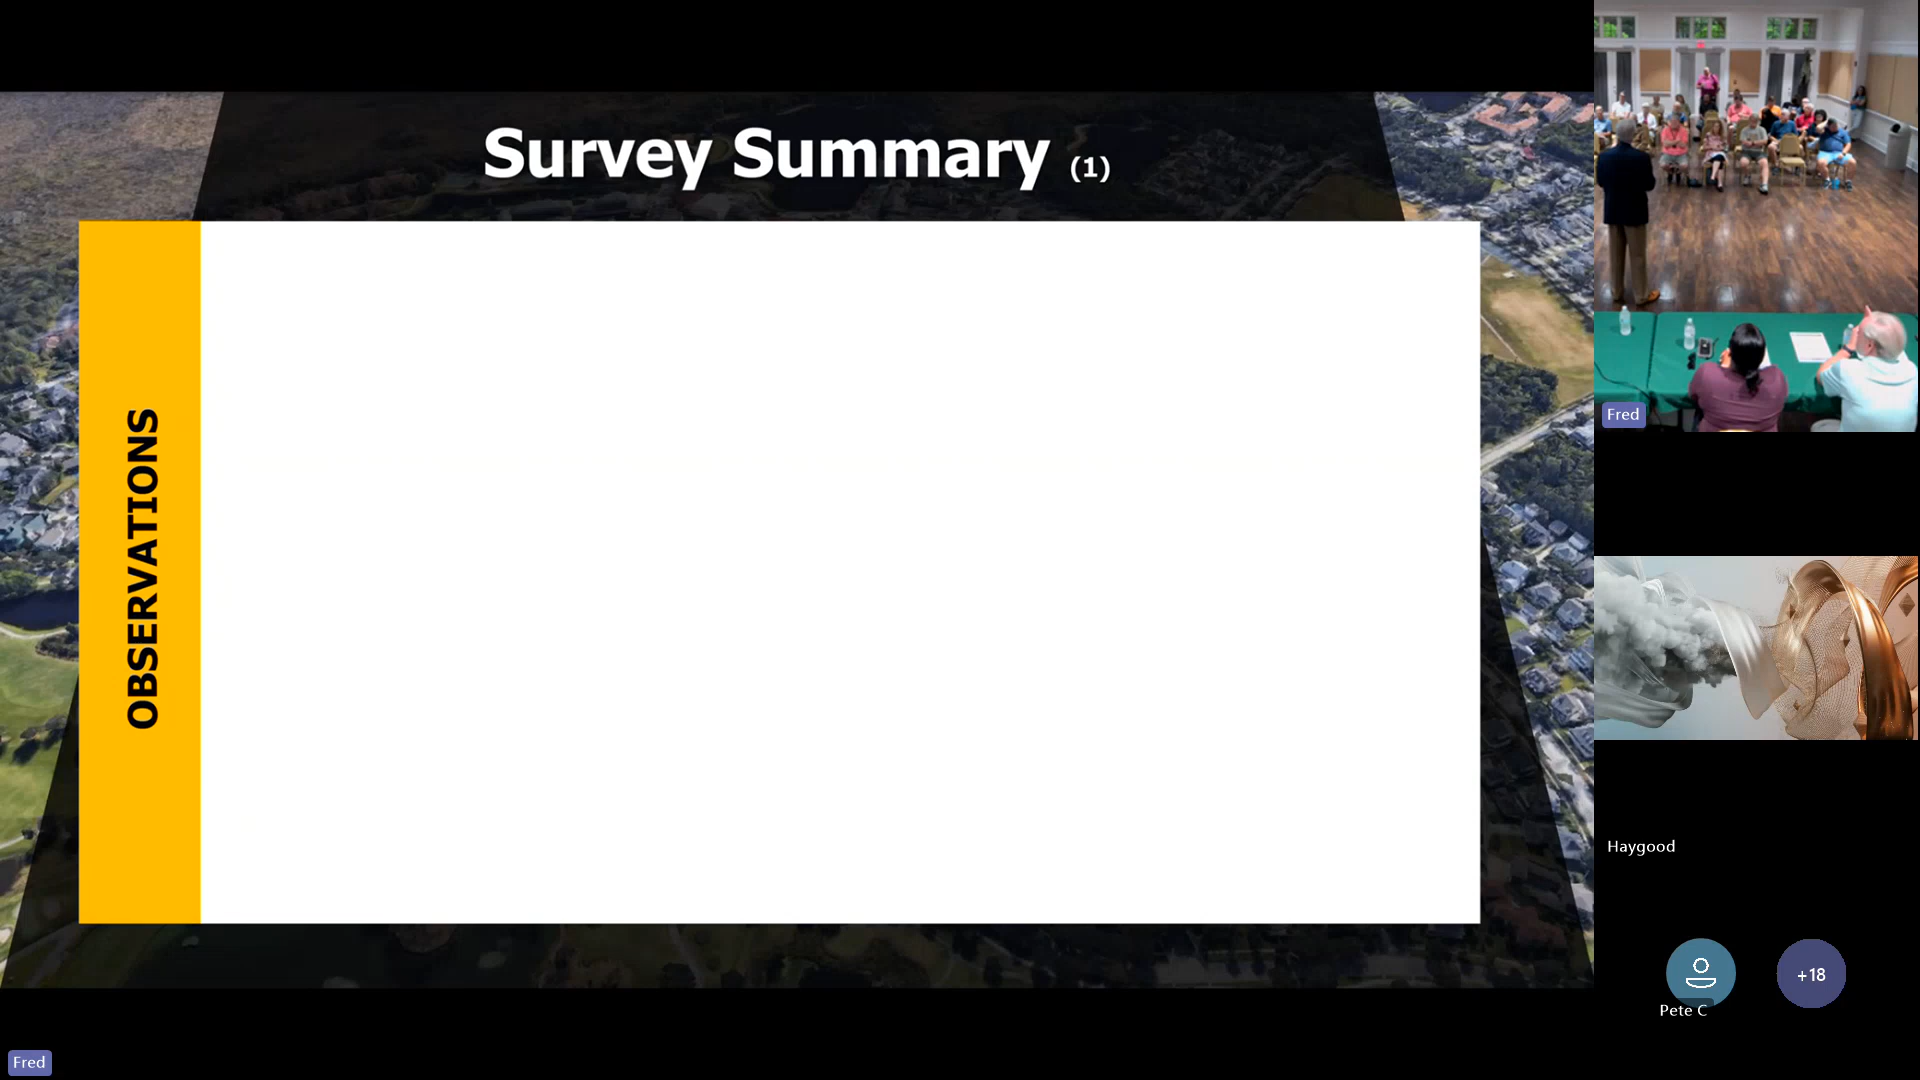 Survey Summary (1)
OBSERVATIONS
Fred
Haygood
Pete C
+18
Fred